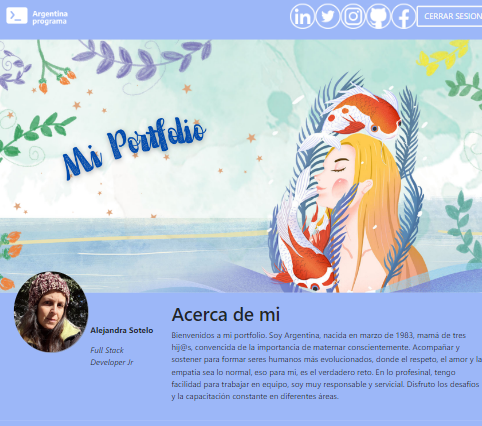 Argentina
programa
CERRAR SESION
Mi Portfolio
Alejandra Sotelo
Full Stack
Developer Jr
Acerca de mi
Bienvenidos a mi portfolio. Soy Argentina, nacida en marzo de 1983, mamá de tres
hij@s, convencida de la importancia de maternar conscientemente. Acompañar y
sostener para formar seres humanos más evolucionados, donde el respeto, el amor y la
empatia sea lo normal, eso para mi, es el verdadero reto. En lo profesinal, tengo
facilidad para trabajar en equipo, soy muy responsable y servicial. Disfruto los desafíos
y la capacitación constante en diferentes áreas.